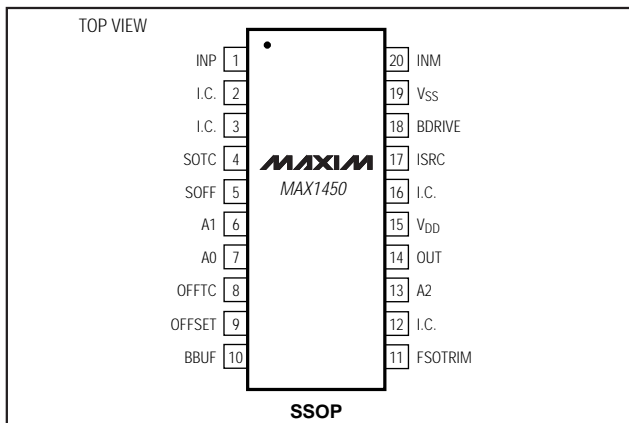 TOP VIEW
INP 1
I.C. 2
I.C. 3
SOTC 4
SOFF 5
A1 6
A0 7
OFFTC 8
OFFSET 9
BBUF 10
MAXIM
MAX1450
20 INM
19 VSS
18 BDRIVE
17 ISRC
16 I.C.
15 VDD
14 OUT
13 A2
12 I.C.
11 FSOTRIM
SSOP